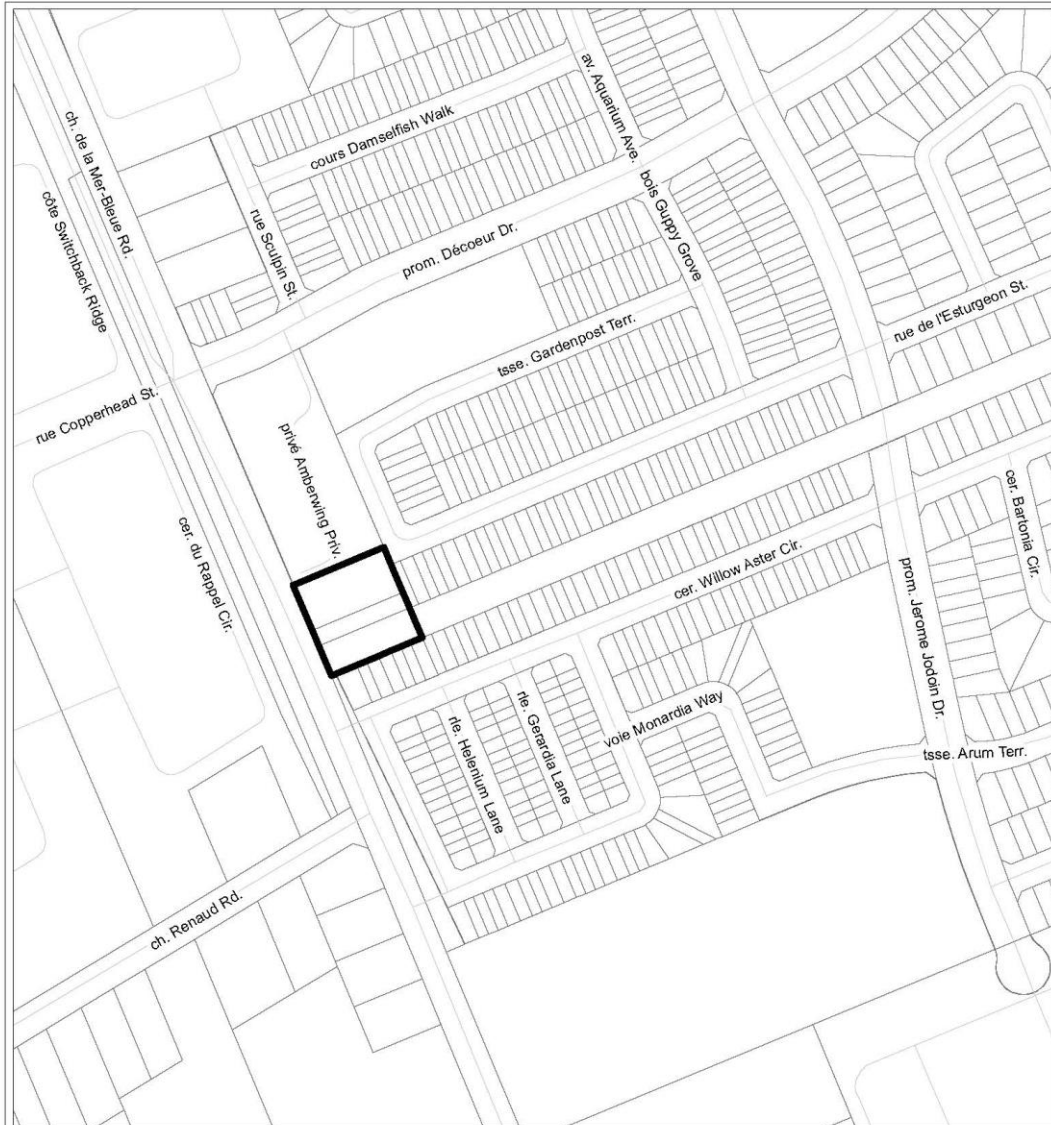 ch. de la Mer-Bleue Rd.
av. Aquarium Ave.
cours Damselfish Walk
côte Switchback Ridge
rue Sculpin St.
bois Guppy Grove
prom. Décoeur Dr.
rue de l'Esturgeon St.
tsse. Gardenpost Terr.
rue Copperhead St.
privé Amberwing Priv.
cer. du Rappel Cir.
cer. Bartonia Cir.
cer. Willow Aster Cir.
prom. Jerome Jodoin Dr.
rle. Helenium Lane
rle. Gerardia Lane
voie Monardia Way
tsse. Arum Terr.
ch. Renaud Rd.